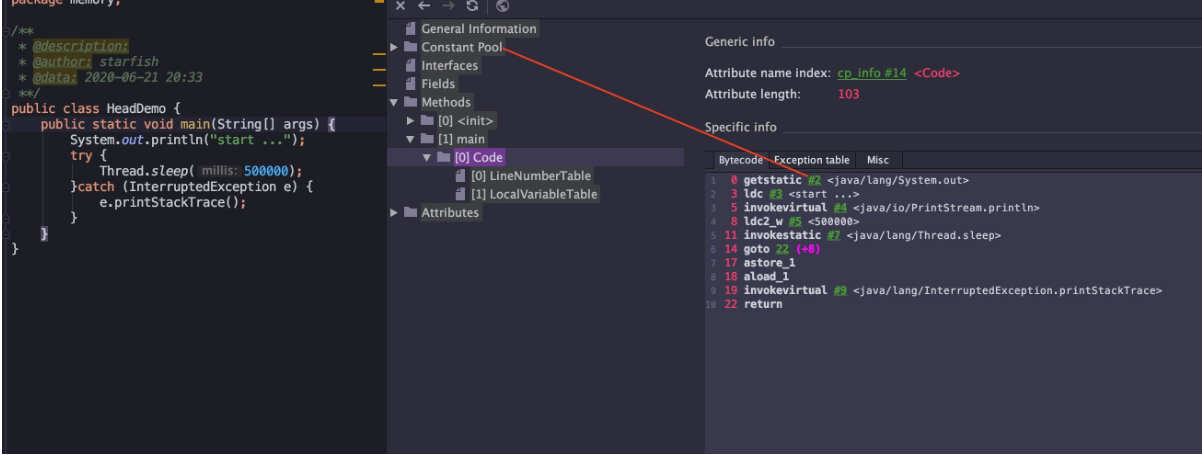 package memory;
/**
* @description:
* @author: starfish
* @data: 2020-06-21 20:33
**/
public class HeadDemo {
public static void main(String[] args) {
System.out.println("start ...");
try {
Thread.sleep( millis: 500000);
}catch (InterruptedException e) {
e.printStackTrace();
}
}
}
General Information
Constant Pool
Interfaces
Fields
Methods
[0] <init>
[1] main
[0] Code
[0] LineNumberTable
[1] LocalVariableTable
Attributes
Generic info
Attribute name index: cp_info #14 <Code>
Attribute length: 103
Specific info
Bytecode Exception table Misc
1 0 getstatic #2 <java/lang/System.out>
2 3 ldc #3 <start ...>
3 5 invokevirtual #4 <java/io/PrintStream.println>
4 8 ldc2_w #5 <500000>
5 11 invokestatic #7 <java/lang/Thread.sleep>
6 14 goto 22 (+8)
7 17 astore_1
8 18 aload_1
9 19 invokevirtual #9 <java/lang/InterruptedException.printStackTrace>
10 22 return